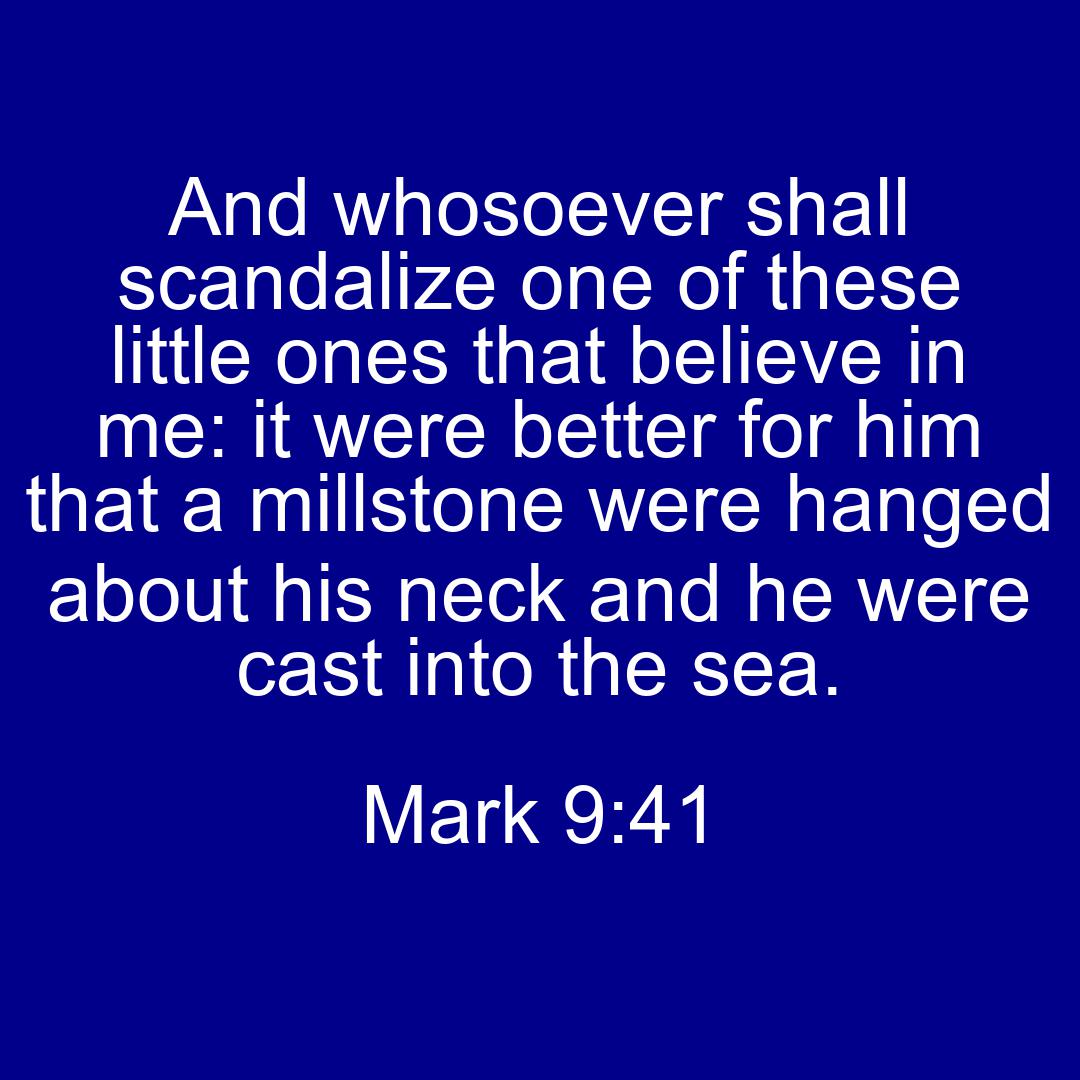 And whosoever shall
scandalize one of these
little ones that believe in
me: it were better for him
that a millstone were hanged
about his neck and he were
cast into the sea.
Mark 9:41